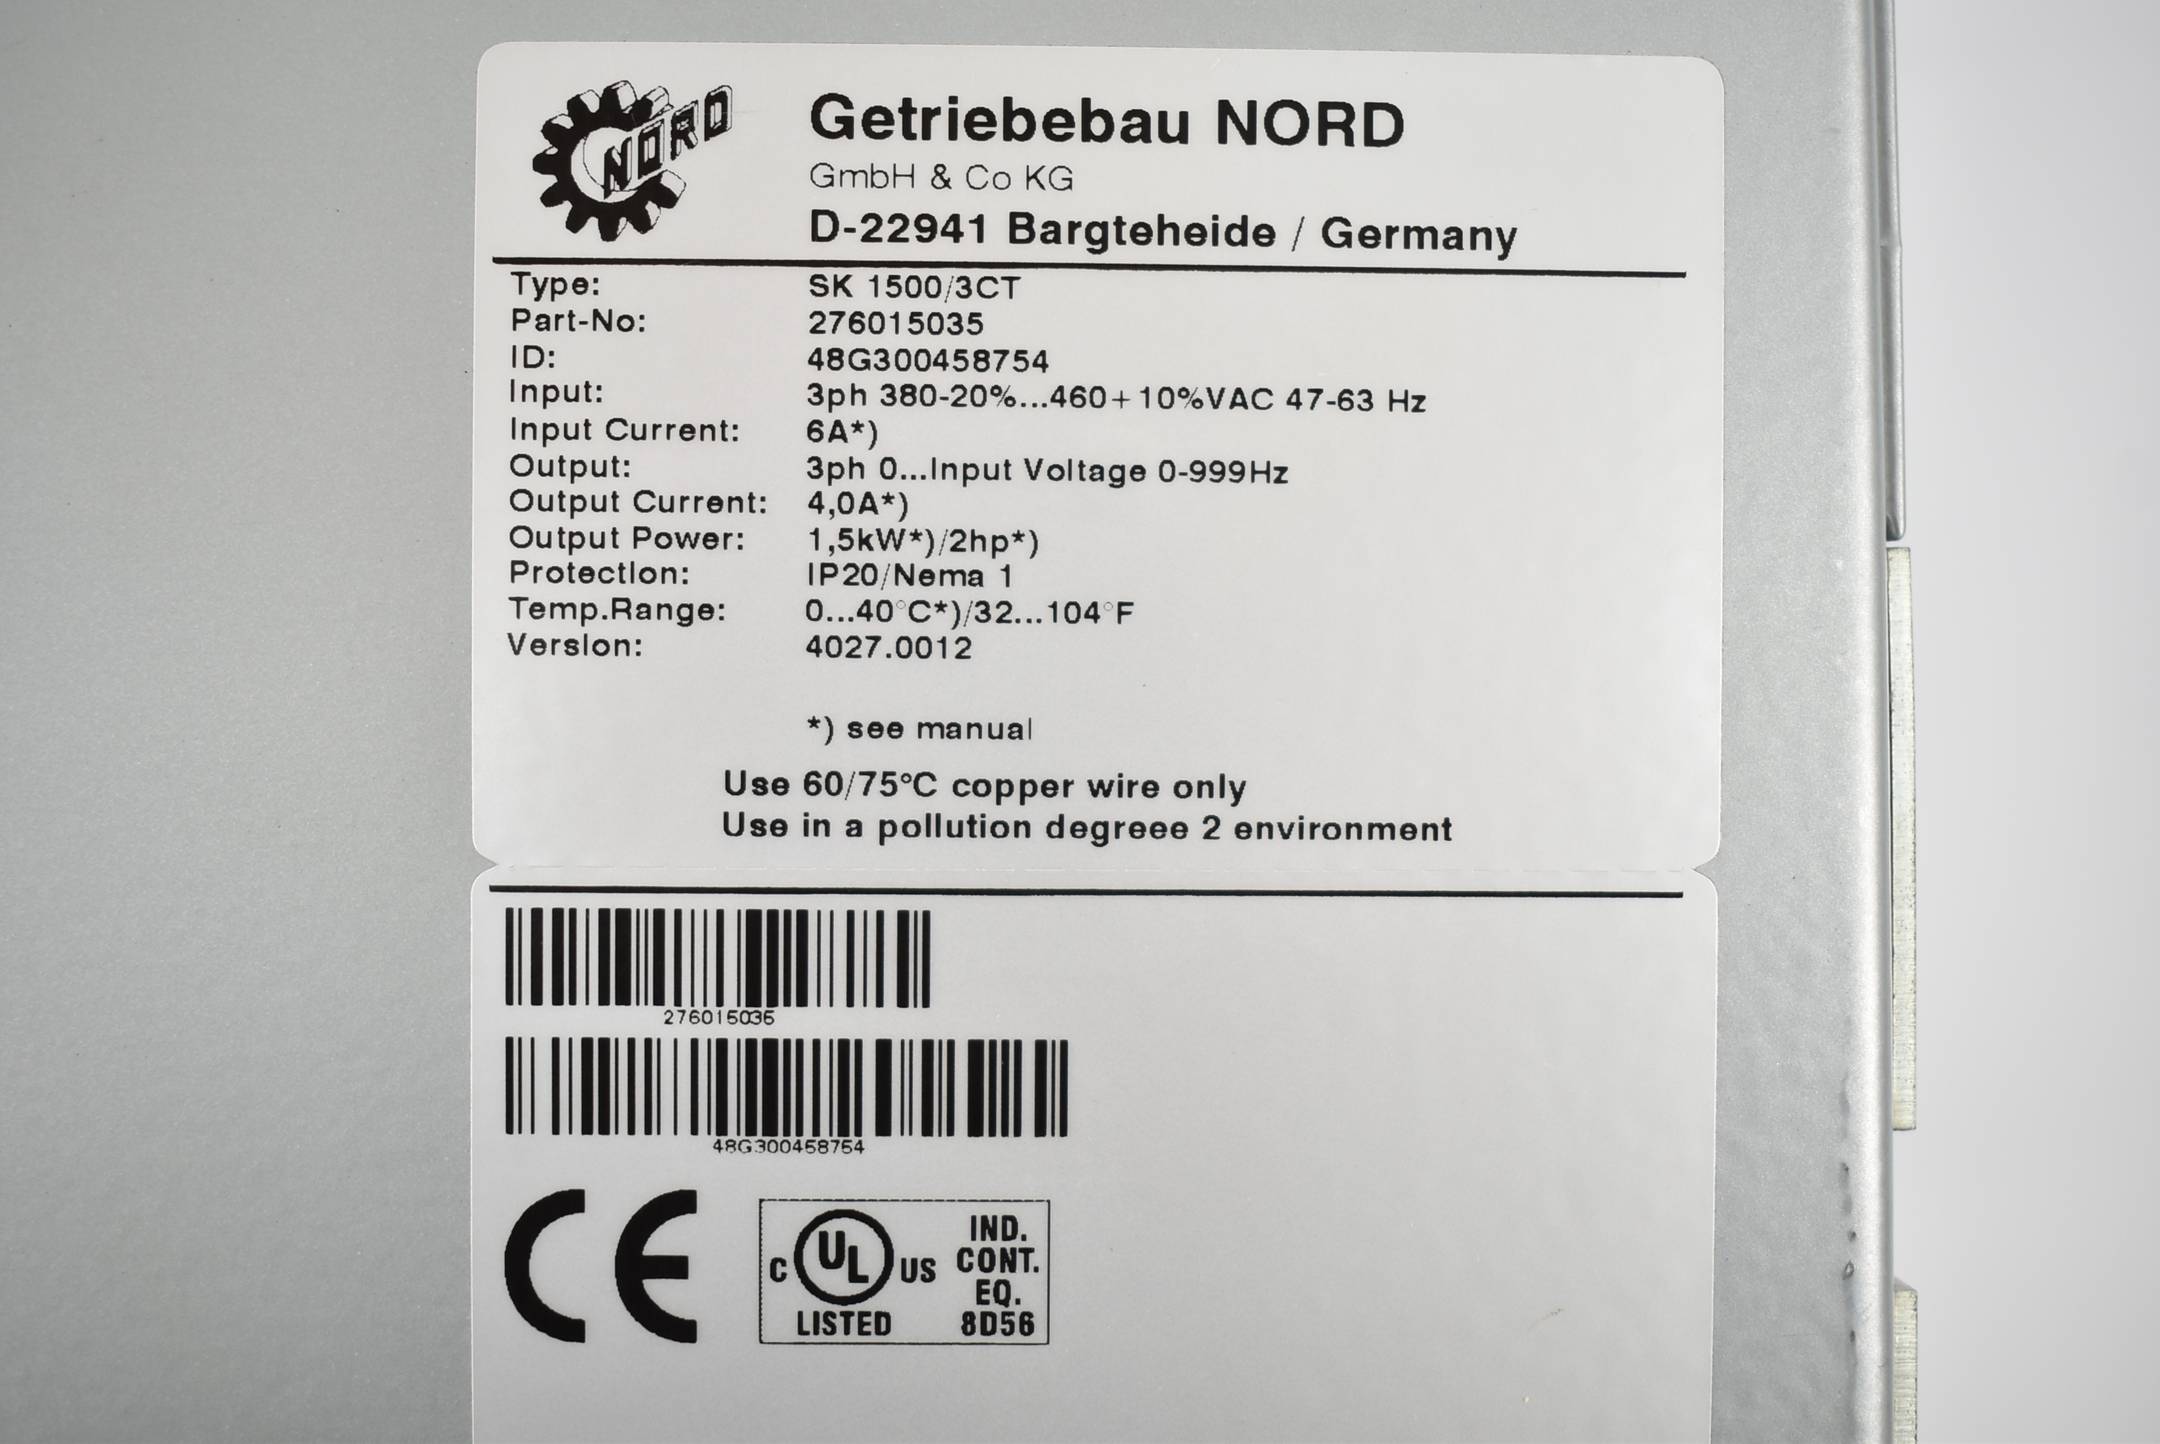 NORD
Getriebebau NORD
GmbH & Co KG
D-22941 Bargteheide / Germany
Type: SK 1500/3CT
Part-No: 276015035
ID: 48G300458754
Input: 3ph 380-20%...460+10%VAC 47-63 Hz
Input Current: 6A*)
Output: 3ph 0...Input Voltage 0-999Hz
Output Current: 4,0A*)
Output Power: 1,5kW*)/2hp*)
Protection: IP20/Nema 1
Temp.Range: 0...40°C*)/32...104°F
Version: 4027.0012
*) see manual
Use 60/75°C copper wire only
Use in a pollution degreee 2 environment
276015035
48G300458754
CE
C UL US
LISTED
IND.
CONT.
EQ.
8D56